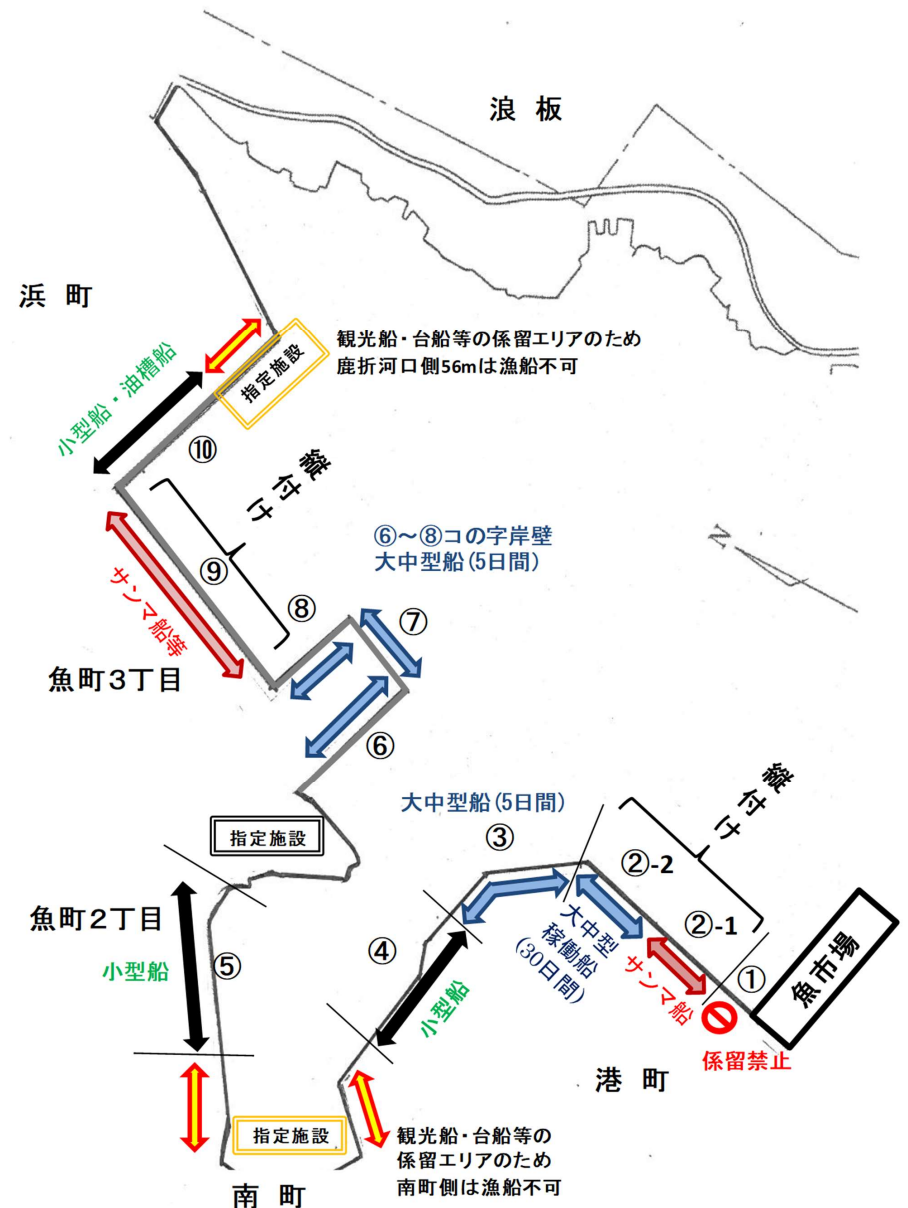 浪 板
浜 町
観光船・台船等の係留エリアのため
鹿折河口側56mは漁船不可
指定施設
小型船・油槽船
⑩
縦付け
⑥～⑧コの字岸壁
大中型船(5日間)
N
⑨
⑧
⑦
サンマ船等
魚町3丁目
⑥
縦付け
大中型船(5日間)
③
指定施設
②-2
魚町2丁目
②-1
大中型
稼働船
(30日間)
④
⑤
小型船
①
魚市場
サンマ船
小型船
係留禁止
港 町
指定施設
観光船・台船等の
係留エリアのため
南町側は漁船不可
南 町